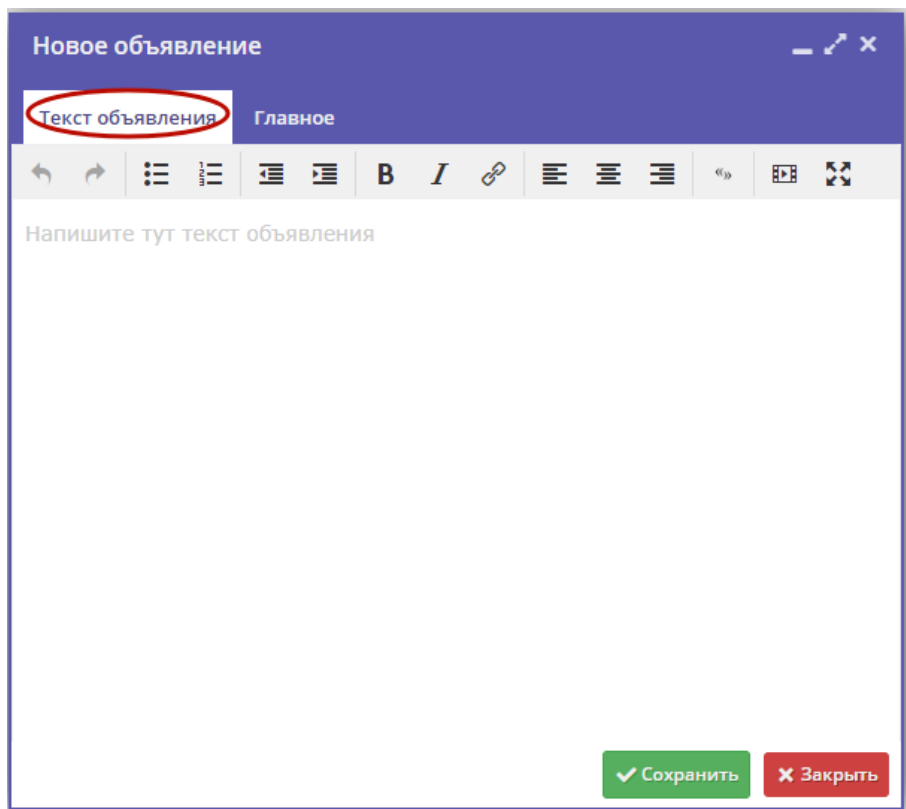 Новое объявление
Текст объявления Главное
B I «»
Напишите тут текст объявления
Сохранить Закрыть